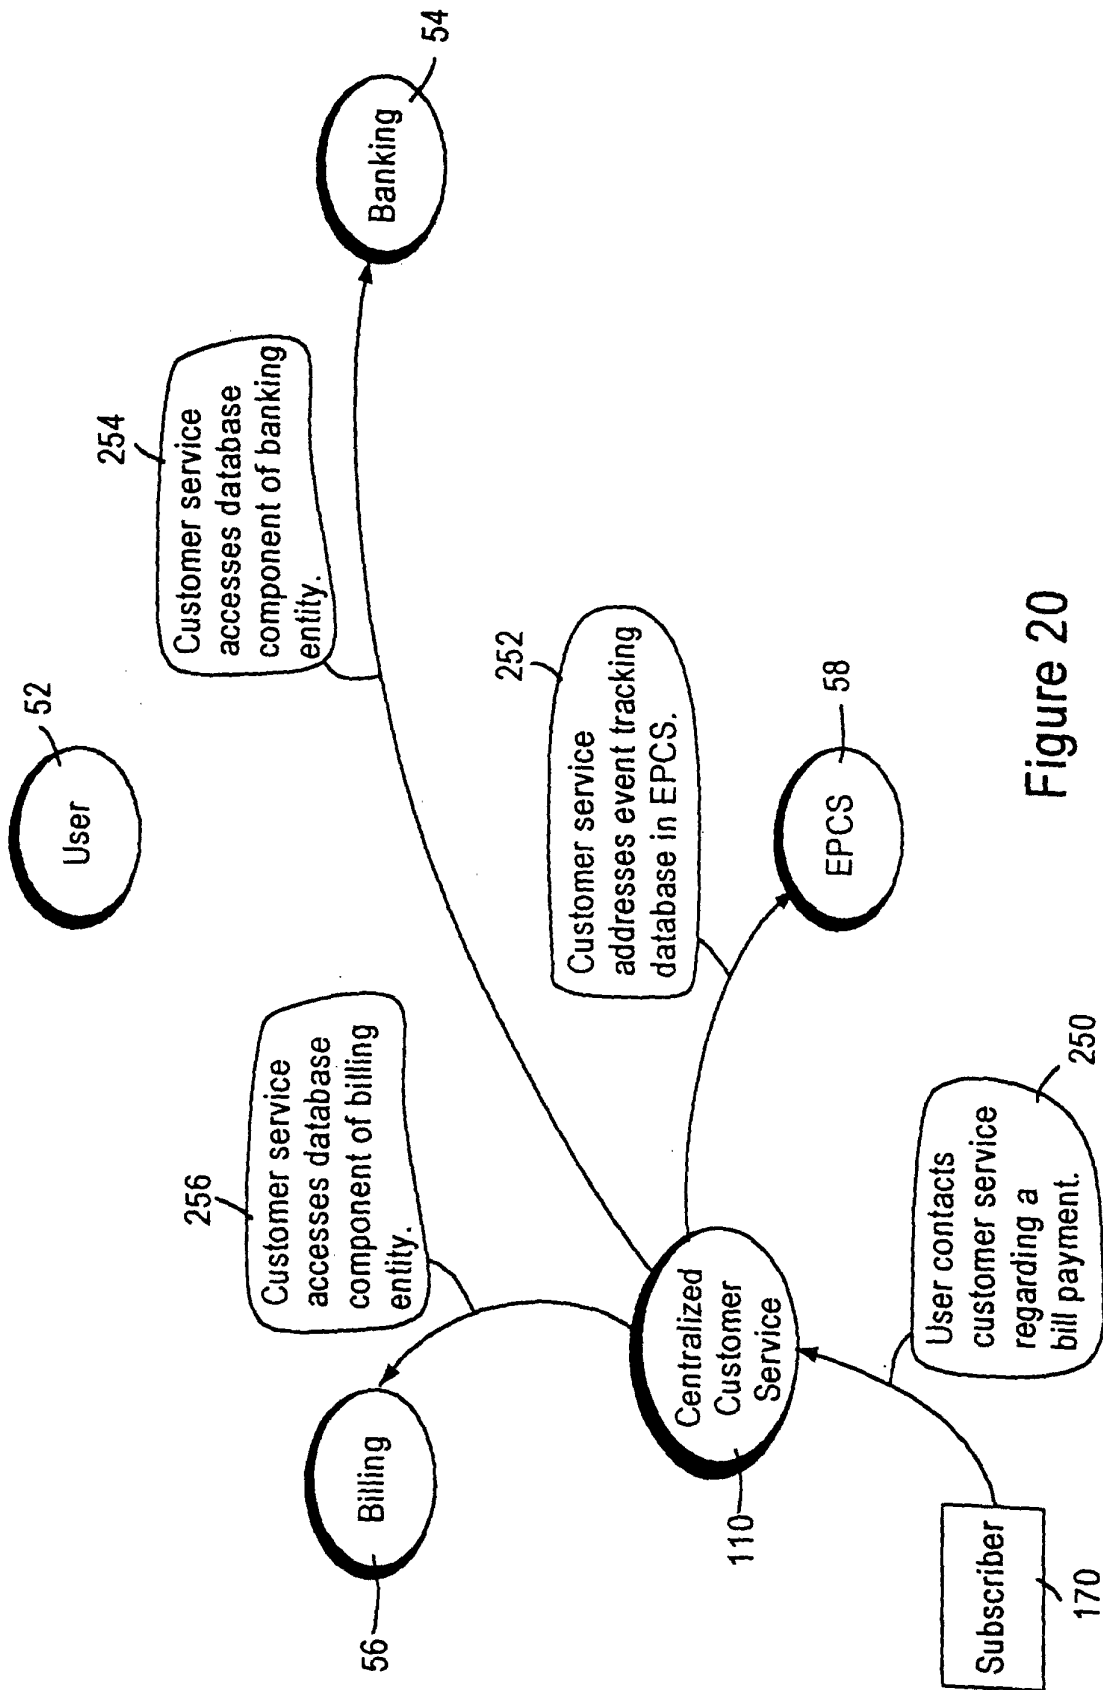 52
User
254
Customer service
accesses database
component of banking
entity.
54
Banking
256
Customer service
accesses database
component of billing
entity.
252
Customer service
addresses event tracking
database in EPCS.
Billing
56
58
EPCS
Centralized
Customer
Service
110
250
User contacts
customer service
regarding a
bill payment.
Subscriber
170
Figure 20